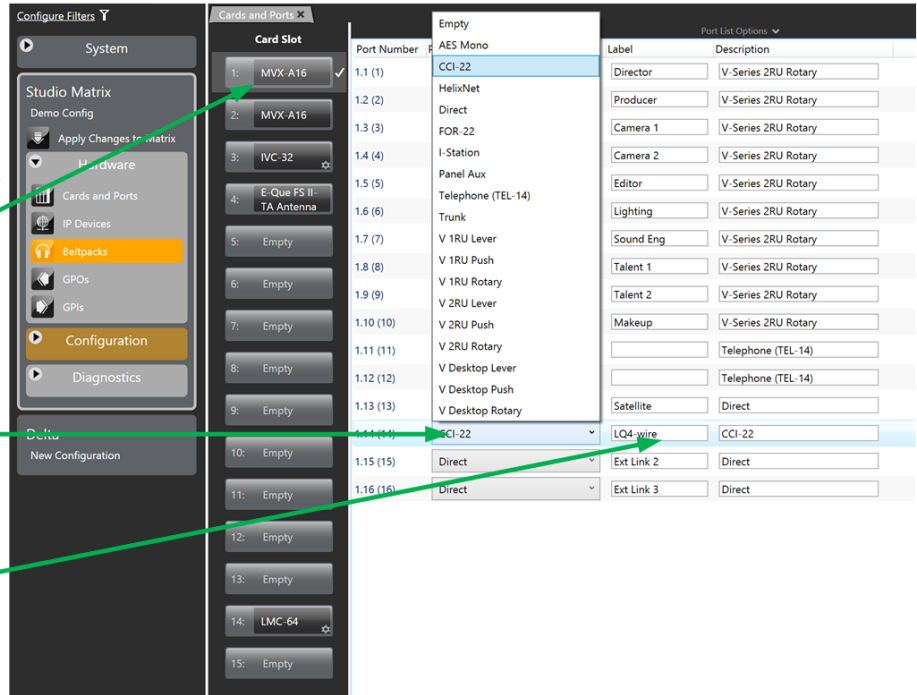 Configure Filters
System
Studio Matrix
Demo Config
Apply Changes to Matrix
Hardware
Cards and Ports
IP Devices
Beltpacks
GPOs
GPIs
Configuration
Diagnostics
Delta
New Configuration
Cards and Ports X
Card Slot
1: MVX-A16
2: MVX-A16
3: IVC-32
4: E-Que FS II-
TA Antenna
5: Empty
6: Empty
7: Empty
8: Empty
9: Empty
10: Empty
11: Empty
12: Empty
13: Empty
14: LMC-64
15: Empty
Empty
AES Mono
CCI-22
HelixNet
Direct
FOR-22
I-Station
Panel Aux
Telephone (TEL-14)
Trunk
V 1RU Lever
V 1RU Push
V 1RU Rotary
V 2RU Lever
V 2RU Push
V 2RU Rotary
V Desktop Lever
V Desktop Push
V Desktop Rotary
Port List Options
Port Number Label Description
1.1 (1) Director V-Series 2RU Rotary
1.2 (2) Producer V-Series 2RU Rotary
1.3 (3) Camera 1 V-Series 2RU Rotary
1.4 (4) Camera 2 V-Series 2RU Rotary
1.5 (5) Editor V-Series 2RU Rotary
1.6 (6) Lighting V-Series 2RU Rotary
1.7 (7) Sound Eng V-Series 2RU Rotary
1.8 (8) Talent 1 V-Series 2RU Rotary
1.9 (9) Talent 2 V-Series 2RU Rotary
1.10 (10) Makeup V-Series 2RU Rotary
1.11 (11) Telephone (TEL-14)
1.12 (12) Telephone (TEL-14)
1.13 (13) Satellite Direct
1.14 (14) CCI-22 LQ4-wire CCI-22
1.15 (15) Direct Ext Link 2 Direct
1.16 (16) Direct Ext Link 3 Direct